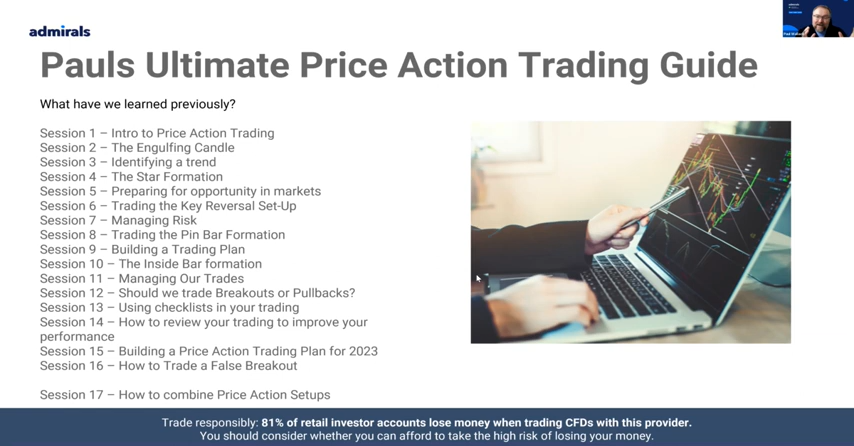 admirals
Pauls Ultimate Price Action Trading Guide
What have we learned previously?
Session 1 – Intro to Price Action Trading
Session 2 – The Engulfing Candle
Session 3 – Identifying a trend
Session 4 – The Star Formation
Session 5 – Preparing for opportunity in markets
Session 6 – Trading the Key Reversal Set-Up
Session 7 – Managing Risk
Session 8 – Trading the Pin Bar Formation
Session 9 – Building a Trading Plan
Session 10 – The Inside Bar formation
Session 11 – Managing Our Trades
Session 12 – Should we trade Breakouts or Pullbacks?
Session 13 – Using checklists in your trading
Session 14 – How to review your trading to improve your
performance
Session 15 – Building a Price Action Trading Plan for 2023
Session 16 – How to Trade a False Breakout
Session 17 – How to combine Price Action Setups
Trade responsibly: 81% of retail investor accounts lose money when trading CFDs with this provider.
You should consider whether you can afford to take the high risk of losing your money.